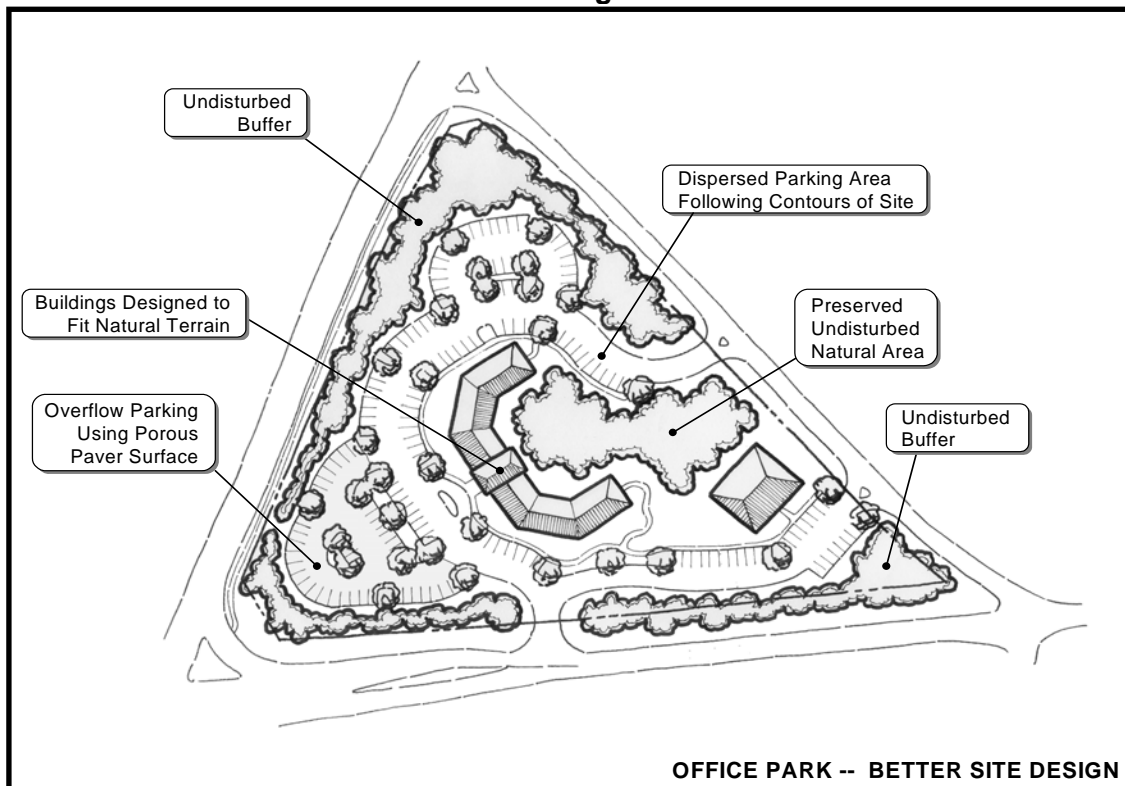 Undisturbed
Buffer
Dispersed Parking Area
Following Contours of Site
Buildings Designed to
Fit Natural Terrain
Preserved
Undisturbed
Natural Area
Overflow Parking
Using Porous
Paver Surface
Undisturbed
Buffer
OFFICE PARK -- BETTER SITE DESIGN